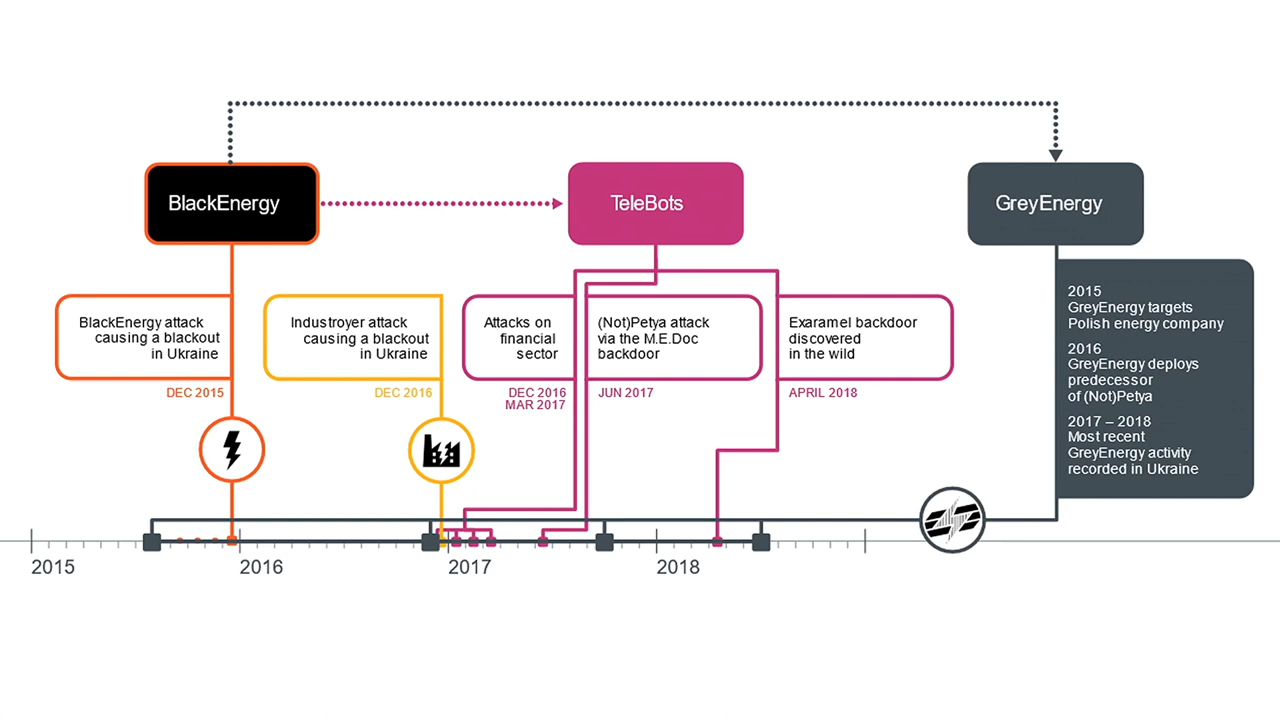 BlackEnergy
TeleBots
GreyEnergy
BlackEnergy attack
causing a blackout
in Ukraine
DEC 2015
Industroyer attack
causing a blackout
in Ukraine
DEC 2016
Attacks on
financial
sector
DEC 2016
MAR 2017
(Not)Petya attack
via the M.E.Doc
backdoor
JUN 2017
Exaramel backdoor
discovered
in the wild
APRIL 2018
2015
GreyEnergy targets
Polish energy company
2016
GreyEnergy deploys
predecessor
of (Not)Petya
2017 – 2018
Most recent
GreyEnergy activity
recorded in Ukraine
2015
2016
2017
2018